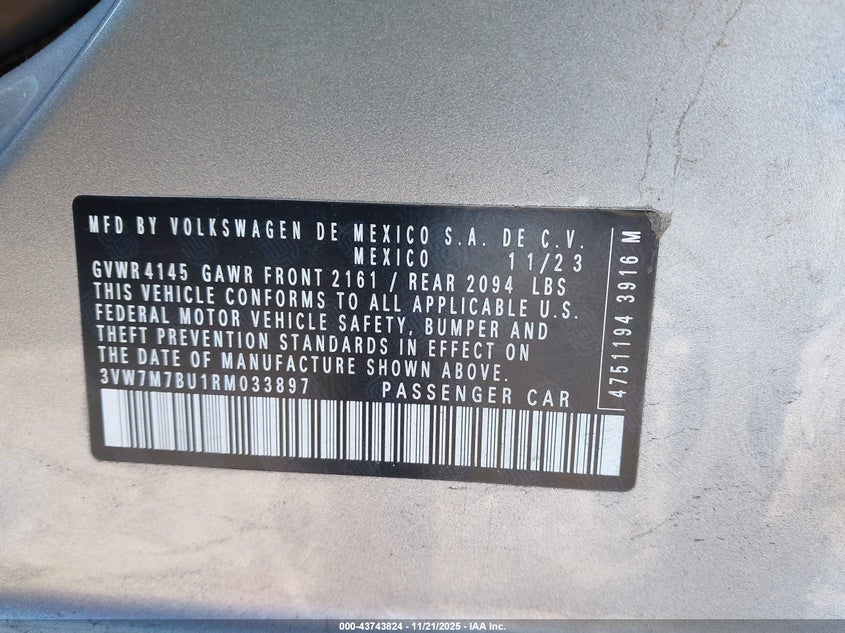 MFD BY VOLKSWAGEN DE MEXICO S.A. DE C.V.
MEXICO 11/23
GVWR 4145 GAWR FRONT 2161 / REAR 2094 LBS
THIS VEHICLE CONFORMS TO ALL APPLICABLE U.S.
FEDERAL MOTOR VEHICLE SAFETY, BUMPER AND
THEFT PREVENTION STANDARDS IN EFFECT ON
THE DATE OF MANUFACTURE SHOWN ABOVE.
3VW7M7BU1RM033897 PASSENGER CAR
4751194 3916 M
000-43743824 | 11/21/2025 | IAA Inc.